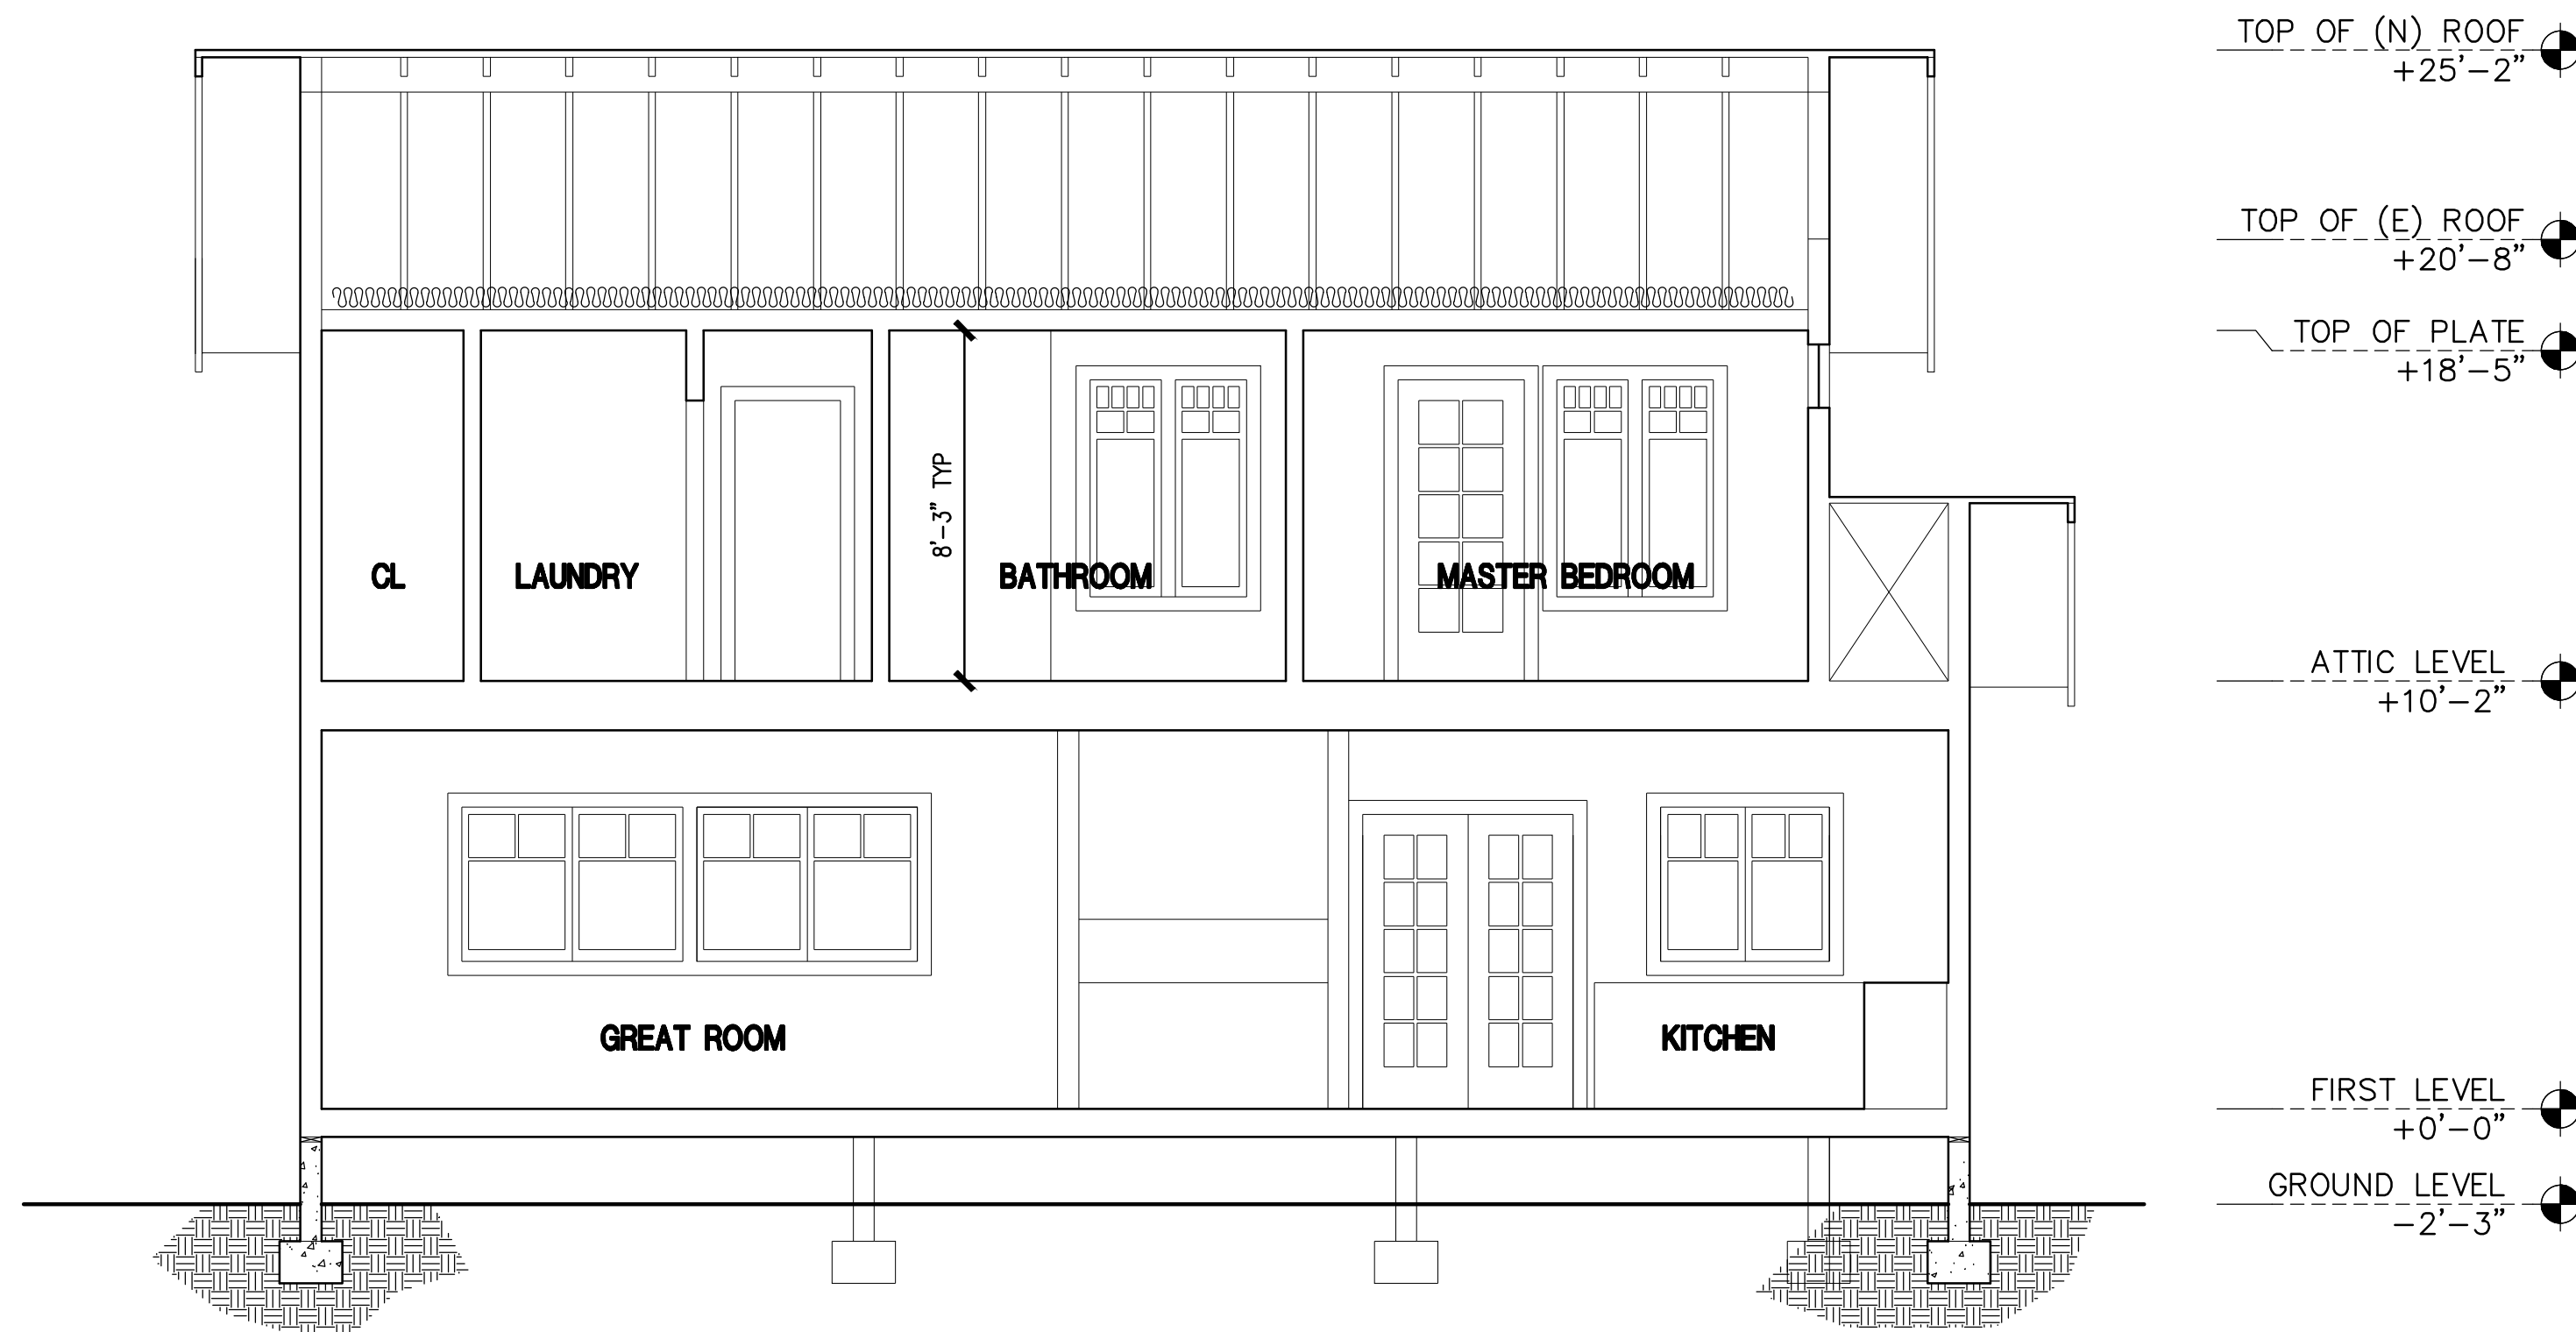 TOP OF (N) ROOF
+25'-2"
TOP OF (E) ROOF
+20'-8"
TOP OF PLATE
+18'-5"
8'-3" TYP
CL
LAUNDRY
BATHROOM
MASTER BEDROOM
ATTIC LEVEL
+10'-2"
GREAT ROOM
KITCHEN
FIRST LEVEL
+0'-0"
GROUND LEVEL
-2'-3"